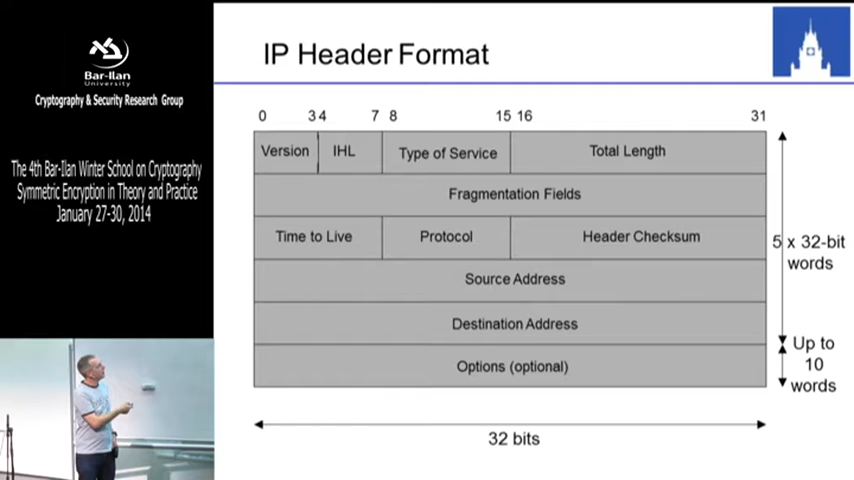 Bar-Ilan
University
Cryptography & Security Research Group
The 4th Bar-Ilan Winter School on Cryptography
Symmetric Encryption in Theory and Practice
January 27-30, 2014
IP Header Format
0 3 4 7 8 15 16 31
Version IHL Type of Service Total Length
Fragmentation Fields
Time to Live Protocol Header Checksum
5 x 32-bit
words
Source Address
Destination Address
Options (optional)
Up to
10
words
32 bits